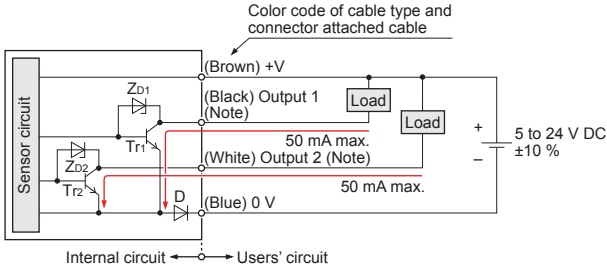 Color code of cable type and
connector attached cable
(Brown) +V
ZD1
(Black) Output 1
(Note)
Load
Load
Sensor circuit
Tr1
50 mA max.
+
5 to 24 V DC
±10 %
−
ZD2
(White) Output 2 (Note)
Tr2
50 mA max.
D
(Blue) 0 V
Internal circuit
Users' circuit